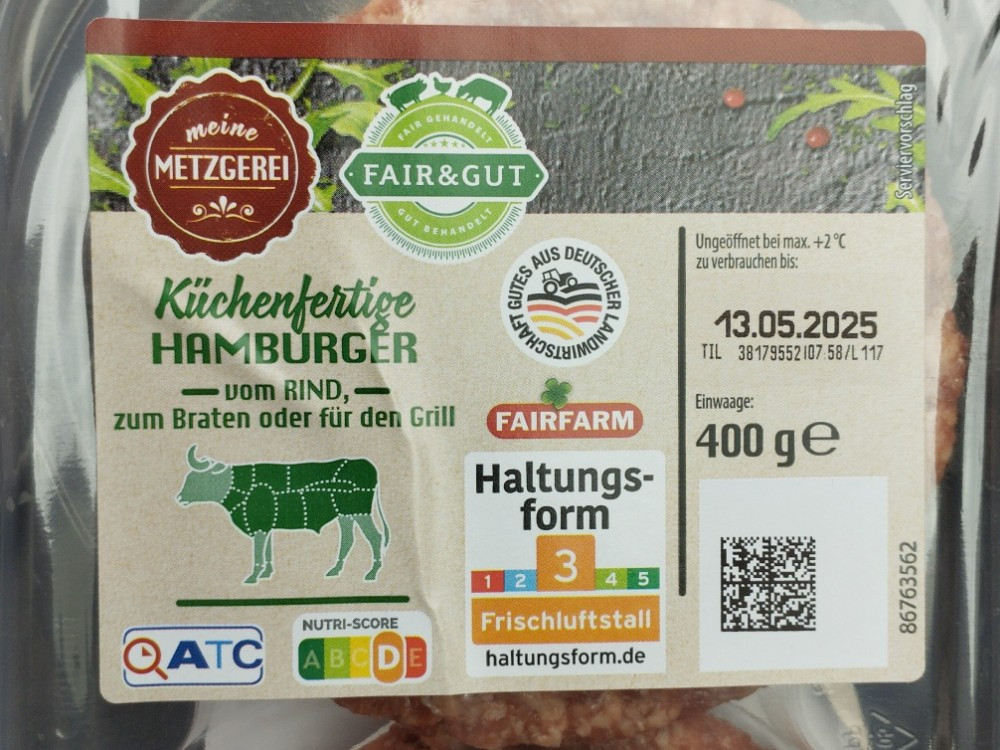 meine
METZGEREI
FAIR GEHANDELT
FAIR&GUT
GUT BEHANDELT
Serviervorschlag
Küchenfertige
HAMBURGER
vom RIND,
zum Braten oder für den Grill
GUTES AUS DEUTSCHER LANDWIRTSCHAFT
FAIRFARM
Haltungs-
form
1 2 3 4 5
Frischluftstall
haltungsform.de
ATC
NUTRI-SCORE
A B C D E
Ungeöffnet bei max. +2 °C
zu verbrauchen bis:
13.05.2025
TIL 38179552 I07:58/L 117
Einwaage:
400 g e
86763562